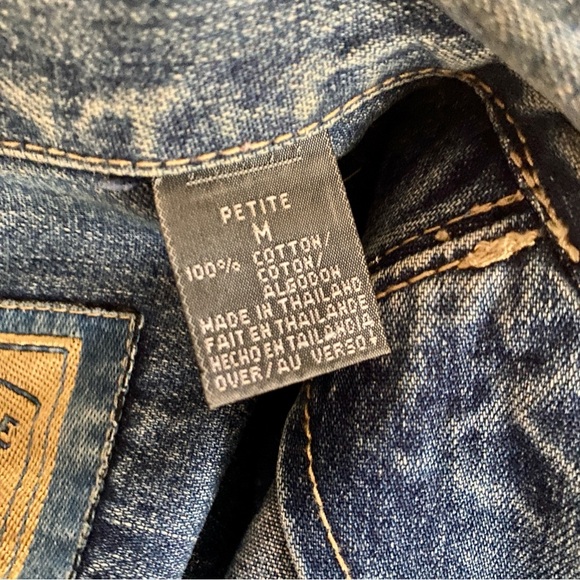 PETITE
M
100% COTTON/
COTON/
ALGODON
MADE IN THAILAND
FAIT EN THAILANDE
HECHO EN TAILANDIA
OVER/AU VERSO